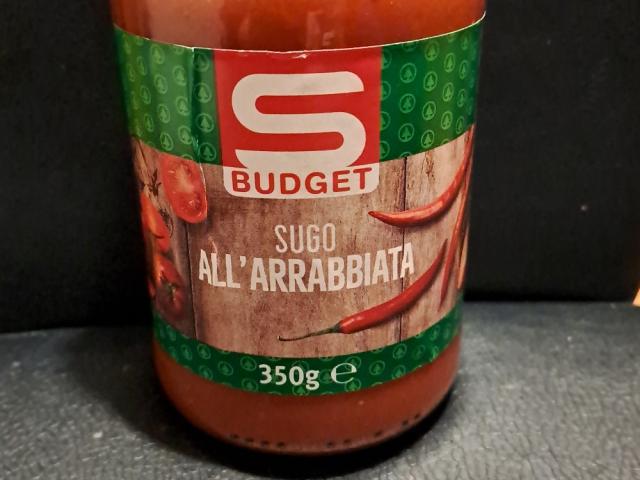 S
BUDGET
SUGO
ALL'ARRABBIATA
350g ℮